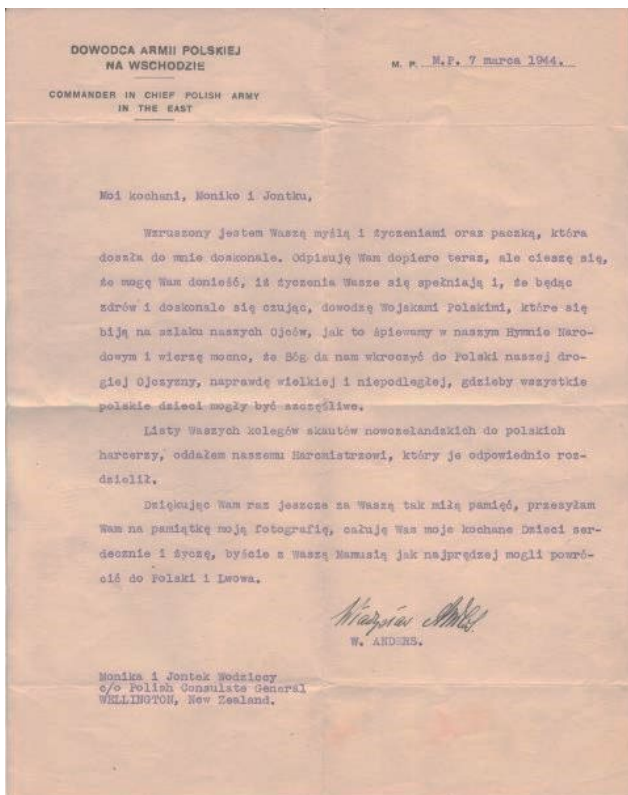 DOWODCA ARMII POLSKIEJ
NA WSCHODZIE
COMMANDER IN CHIEF POLISH ARMY
IN THE EAST
M. P. M.P. 7 marca 1944.
Moi kochani, Moniko i Jontku,
Wzruszony jestem Waszę myślą i życzeniami oraz paczką, która
doszła do mnie doskonale. Odpisuję Wam dopiero teraz, ale cieszę się,
że mogę Wam donieść, iż życzenia Wasze się spełniają i, że będąc
zdrów i doskonale się czując, dowodzę Wojskami Polskimi, które się
biją na szlaku naszych Ojców, jak to śpiewamy w naszym Hymnie Naro-
dowym i wierzę mocno, że Bóg da nam wkroczyć do Polski naszej dro-
giej Ojczyzny, naprawdę wielkiej i niepodległej, gdzieby wszystkie
polskie dzieci mogły być szczęśliwe.
Listy Waszych kolegów skautów nowozelandskich do polskich
harcerzy, oddałem naszemu Harcmistrzowi, który je odpowiednio roz-
dzielił.
Dziękując Wam raz jeszcze za Waszą tak miłą pamięć, przesyłam
Wam na pamiątkę moją fotografię, całuję Was moje kochane Dzieci ser-
decznie i życzę, byście z Waszą Mamusią jak najprędzej mogli powró-
cić do Polski i Lwowa.
Władysław Anders
W. ANDERS.
Monika i Jontek Wodziccy
c/o Polish Consulate General
WELLINGTON, New Zealand.